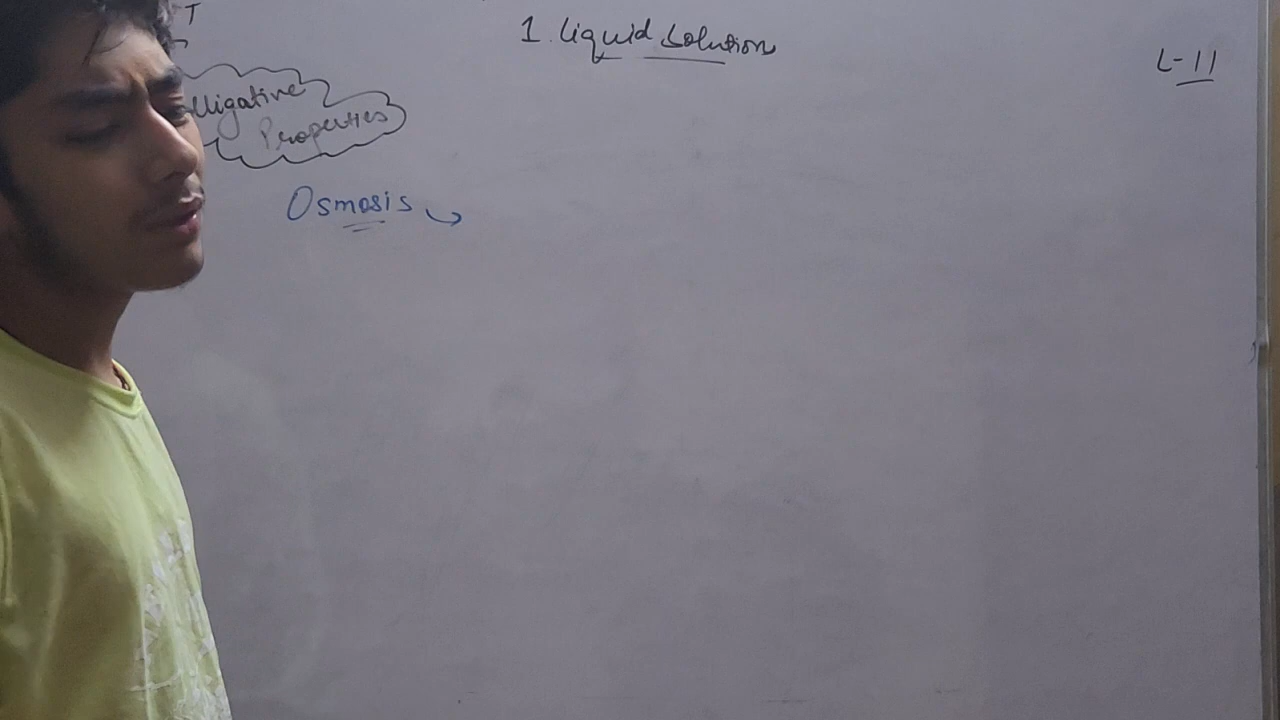 1. Liquid Solution
L-11
T
lligative
Properties
Osmosis